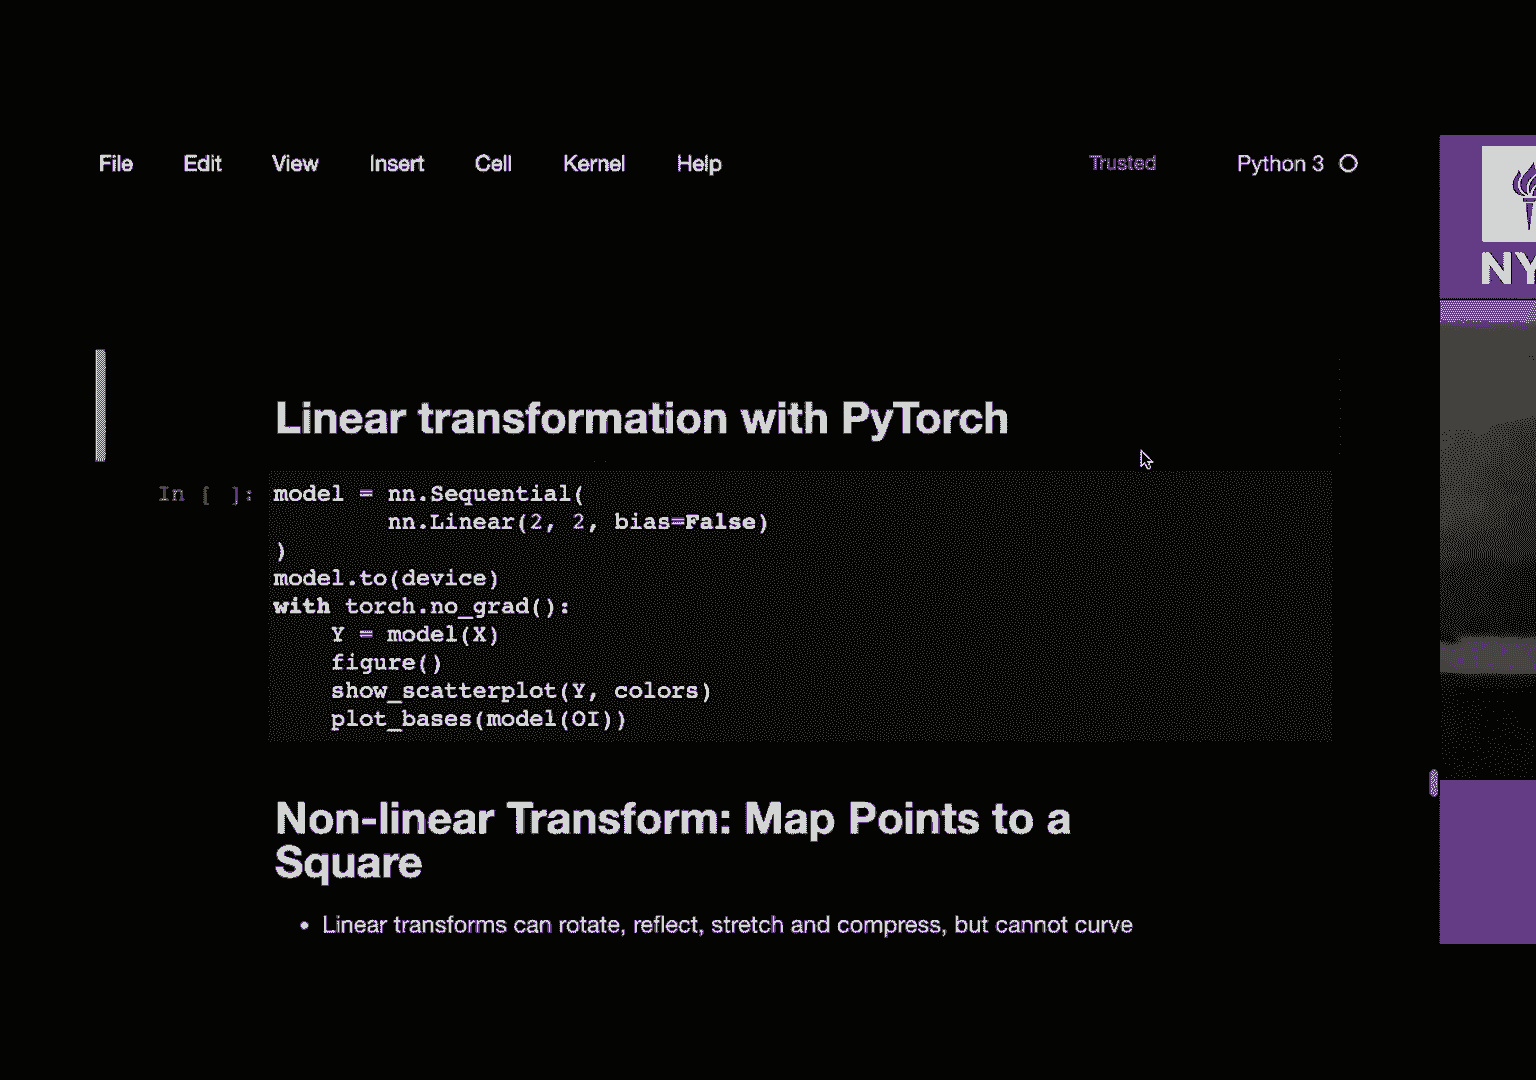 File Edit View Insert Cell Kernel Help Trusted Python 3
NY
Linear transformation with PyTorch
In [ ]: model = nn.Sequential(
nn.Linear(2, 2, bias=False)
)
model.to(device)
with torch.no_grad():
Y = model(X)
figure()
show_scatterplot(Y, colors)
plot_bases(model(OI))
Non-linear Transform: Map Points to a
Square
• Linear transforms can rotate, reflect, stretch and compress, but cannot curve